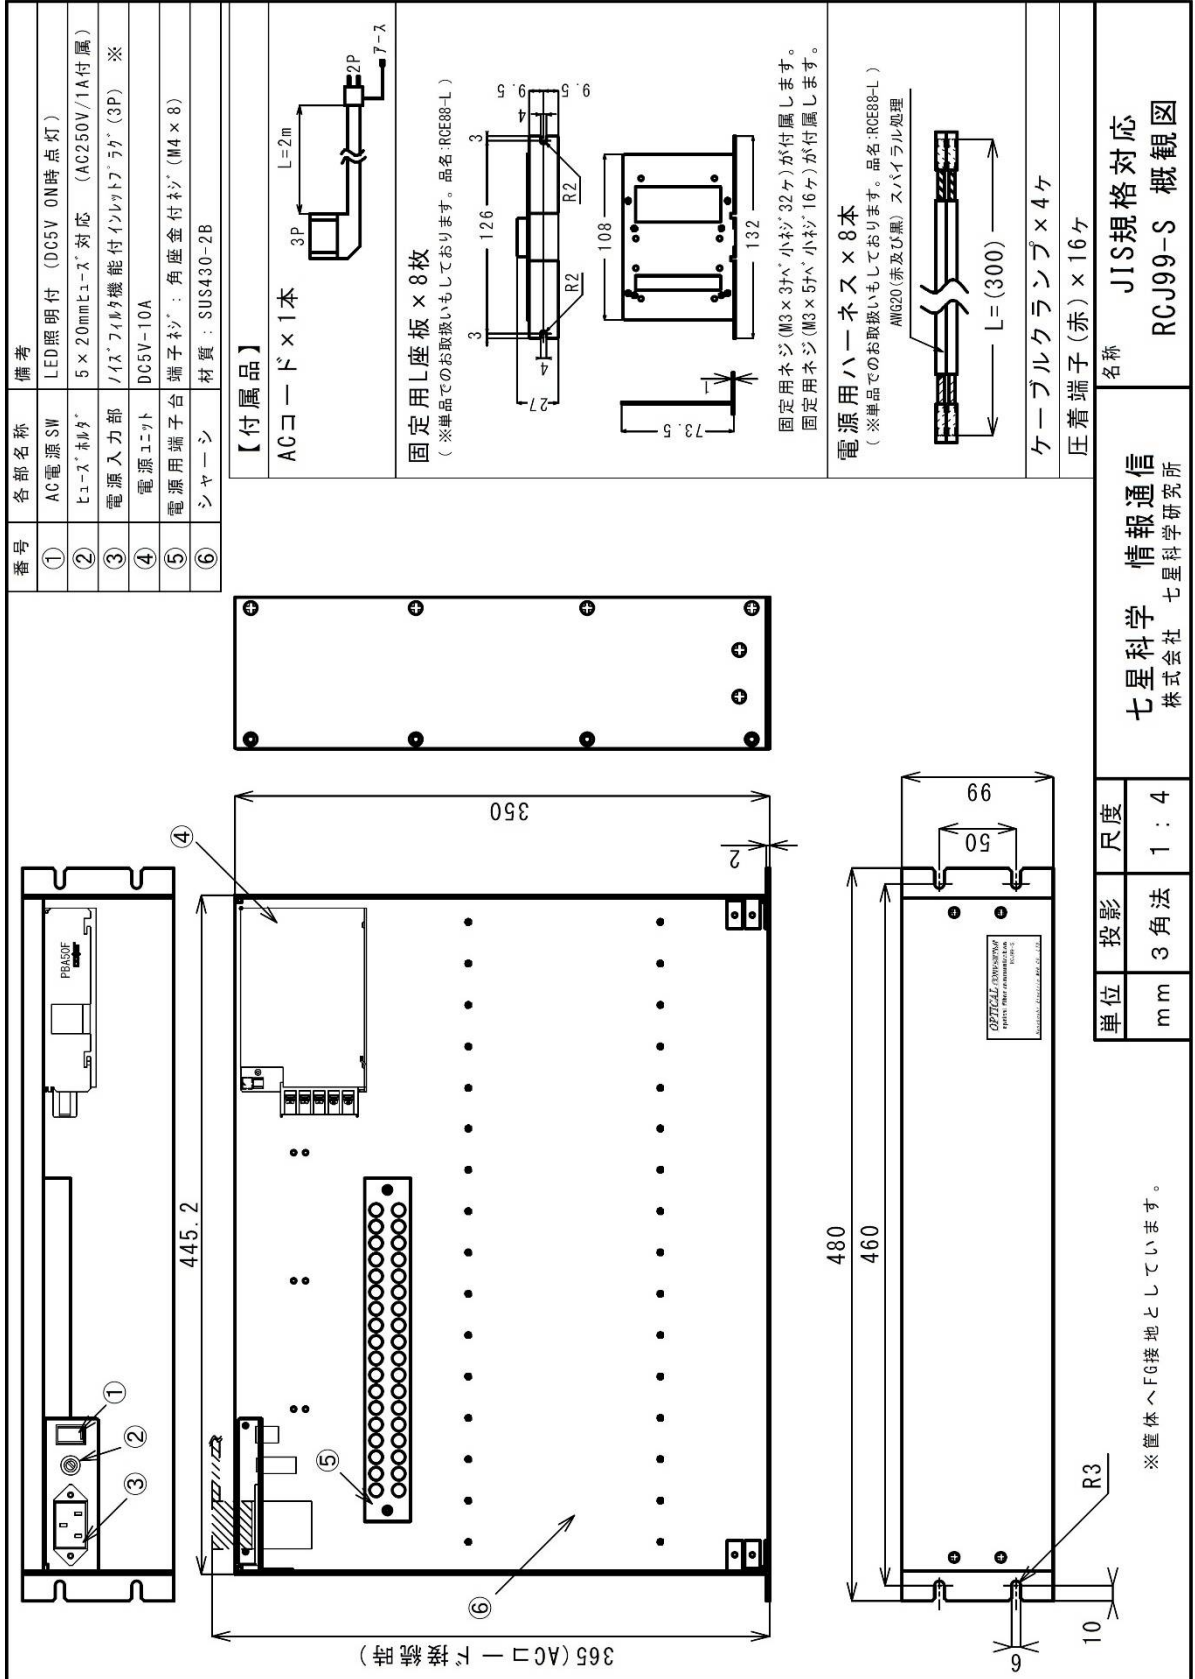 番号 各部名称 備考
① AC電源SW LED照明付 (DC5V ON時点灯)
② ﾋｭｰｽﾞﾎﾙﾀﾞ 5×20mmﾋｭｰｽﾞ対応 (AC250V/1A付属)
③ 電源入力部 ﾉｲｽﾞﾌｨﾙﾀ機能付ｲﾝﾚｯﾄﾌﾟﾗｸﾞ(3P) ※
④ 電源ﾕﾆｯﾄ DC5V-10A
⑤ 電源用端子台 端子ﾈｼﾞ:角座金付ﾈｼﾞ(M4×8)
⑥ シャーシ 材質:SUS430-2B
【付属品】
ACコード×1本
3P
L=2m
2P
ｱｰｽ
固定用L座板×8枚
(※単品でのお取扱いもしております。品名:RCE88-L)
3
126
3
4
9.5
9.5
R2
R2
4
27
108
132
73.5
1
固定用ネジ(M3×3ﾅﾍﾞ小ﾈｼﾞ32ヶ)が付属します。
固定用ネジ(M3×5ﾅﾍﾞ小ﾈｼﾞ16ヶ)が付属します。
電源用ハーネス×8本
(※単品でのお取扱いもしております。品名:RCE88-L)
AWG20(赤及び黒) スパイラル処理
L=(300)
ケーブルクランプ×4ヶ
圧着端子(赤)×16ヶ
PBA50F
①
②
③
445.2
④
350
2
⑤
⑥
365(ACコード接続時)
480
460
99
50
OPTICAL CONVERTER
R3
10
6
※筐体へFG接地としています。
単位 投影 尺度
mm 3角法 1:4
七星科学 情報通信
株式会社 七星科学研究所
名称
JIS規格対応
RCJ99-S 概観図